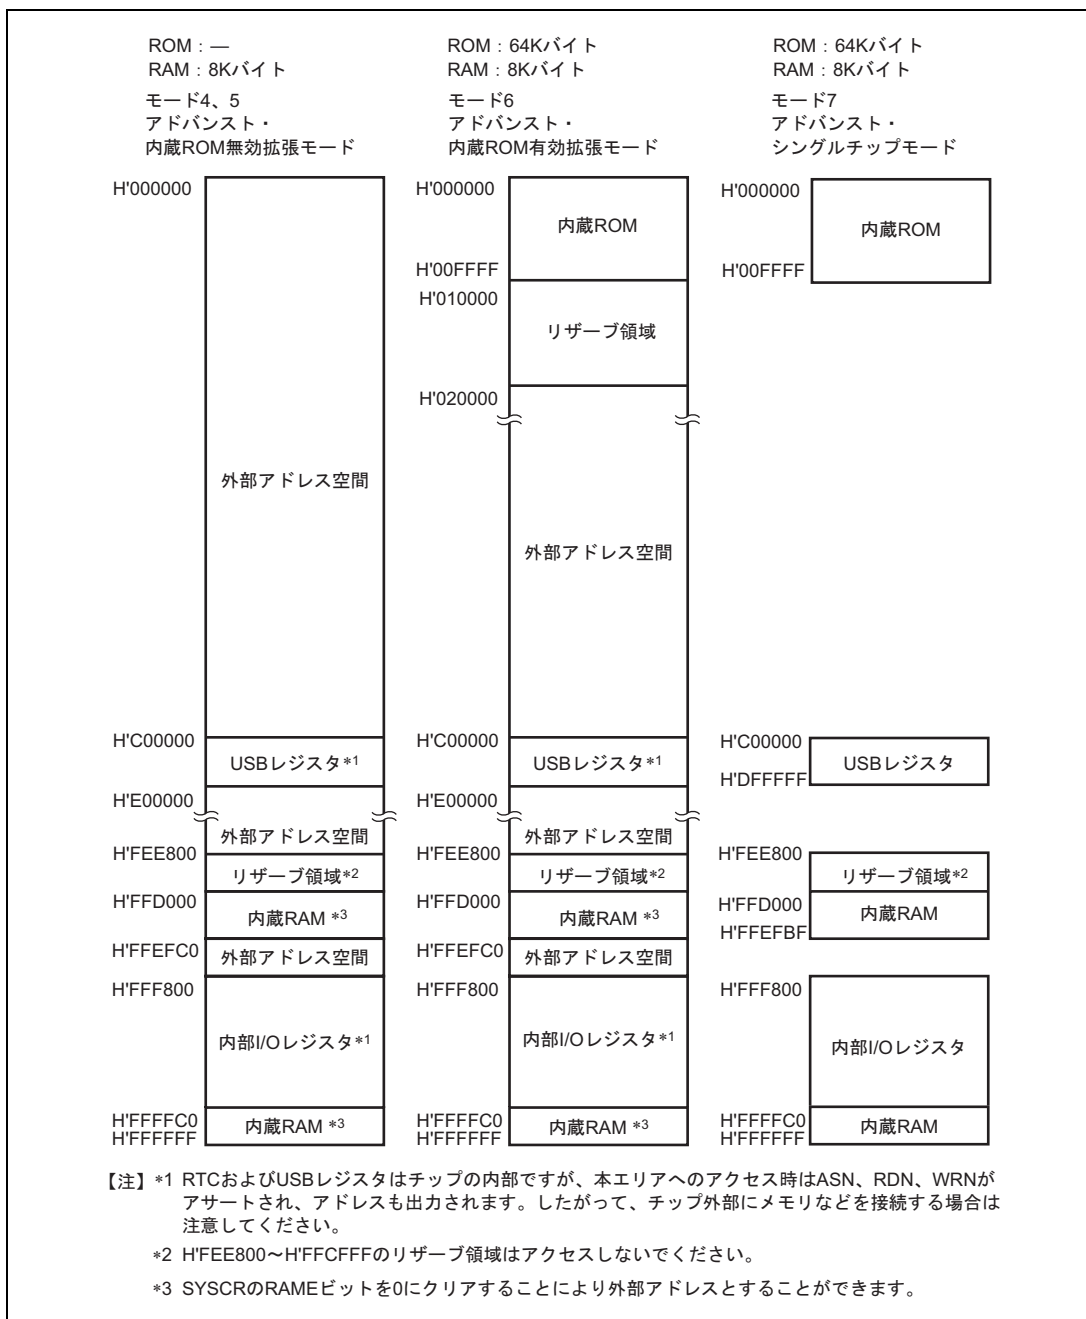 ROM：—
RAM：8Kバイト
モード4、5
アドバンスト・
内蔵ROM無効拡張モード
H'000000
外部アドレス空間
H'C00000
USBレジスタ*1
H'E00000
外部アドレス空間
H'FEE800
リザーブ領域*2
H'FFD000
内蔵RAM *3
H'FFEFC0
外部アドレス空間
H'FFF800
内部I/Oレジスタ*1
H'FFFFC0
内蔵RAM *3
H'FFFFFF
ROM：64Kバイト
RAM：8Kバイト
モード6
アドバンスト・
内蔵ROM有効拡張モード
H'000000
内蔵ROM
H'00FFFF
H'010000
リザーブ領域
H'020000
外部アドレス空間
H'C00000
USBレジスタ*1
H'E00000
外部アドレス空間
H'FEE800
リザーブ領域*2
H'FFD000
内蔵RAM *3
H'FFEFC0
外部アドレス空間
H'FFF800
内部I/Oレジスタ*1
H'FFFFC0
内蔵RAM *3
H'FFFFFF
ROM：64Kバイト
RAM：8Kバイト
モード7
アドバンスト・
シングルチップモード
H'000000
内蔵ROM
H'00FFFF
H'C00000
USBレジスタ
H'DFFFFF
H'FEE800
リザーブ領域*2
H'FFD000
内蔵RAM
H'FFEFBF
H'FFF800
内部I/Oレジスタ
H'FFFFC0
内蔵RAM
H'FFFFFF
【注】*1 RTCおよびUSBレジスタはチップの内部ですが、本エリアへのアクセス時はASN、RDN、WRNが
アサートされ、アドレスも出力されます。したがって、チップ外部にメモリなどを接続する場合は
注意してください。
*2 H'FEE800〜H'FFCFFFのリザーブ領域はアクセスしないでください。
*3 SYSCRのRAMEビットを0にクリアすることにより外部アドレスとすることができます。